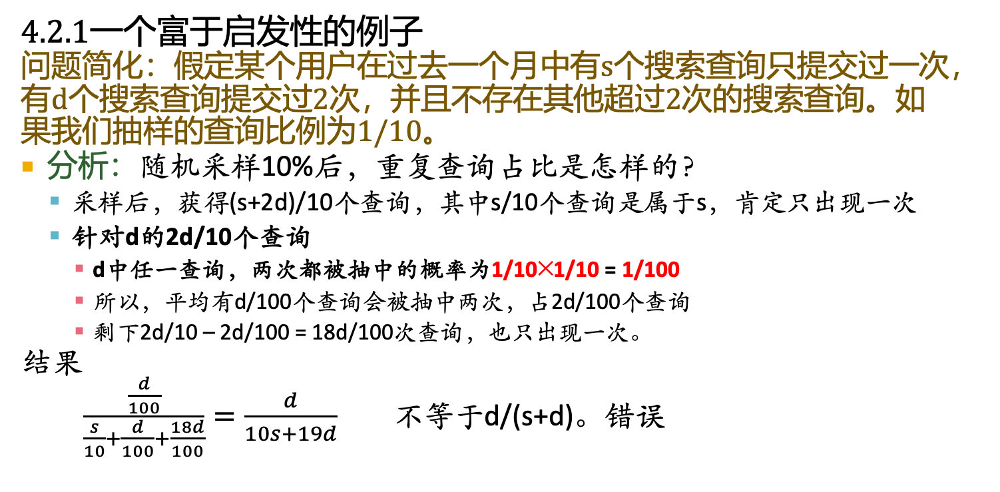 4.2.1一个富于启发性的例子
问题简化：假定某个用户在过去一个月中有s个搜索查询只提交过一次，
有d个搜索查询提交过2次，并且不存在其他超过2次的搜索查询。如
果我们抽样的查询比例为1/10。
分析：随机采样10%后，重复查询占比是怎样的？
采样后，获得(s+2d)/10个查询，其中s/10个查询是属于s，肯定只出现一次
针对d的2d/10个查询
d中任一查询，两次都被抽中的概率为1/10×1/10 = 1/100
所以，平均有d/100个查询会被抽中两次，占2d/100个查询
剩下2d/10 – 2d/100 = 18d/100次查询，也只出现一次。
结果
(d/100)/(s/10+d/100+18d/100) = d/(10s+19d) 不等于d/(s+d)。错误